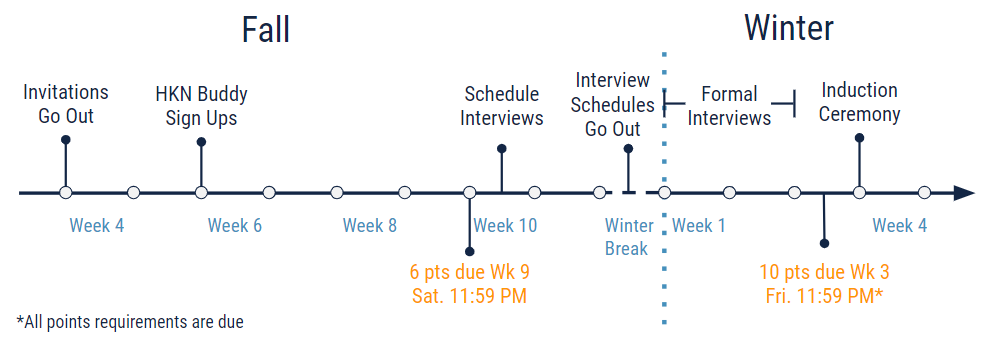 Fall
Winter
Invitations
Go Out
HKN Buddy
Sign Ups
Schedule
Interviews
Interview
Schedules
Go Out
Formal
Interviews
Induction
Ceremony
Week 4
Week 6
Week 8
Week 10
Winter
Break
Week 1
Week 4
6 pts due Wk 9
Sat. 11:59 PM
10 pts due Wk 3
Fri. 11:59 PM*
*All points requirements are due